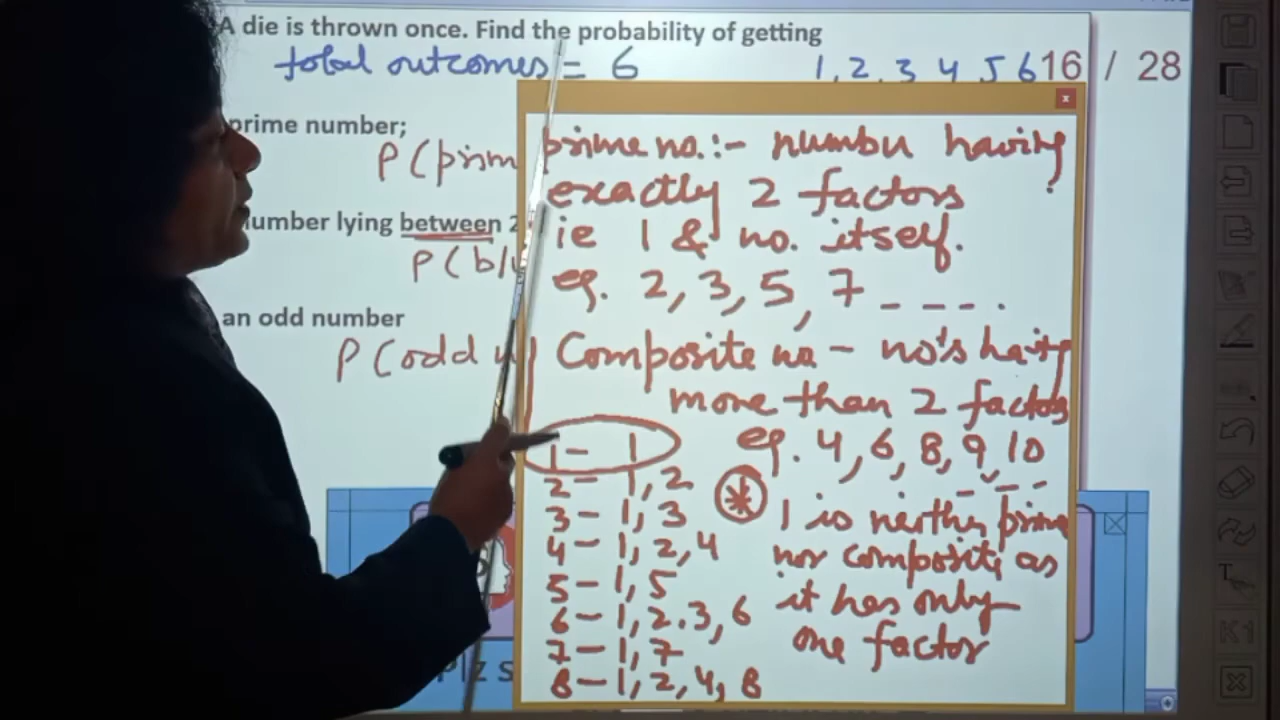 A die is thrown once. Find the probability of getting
total outcomes = 6
1, 2, 3 4 5 6
16 / 28
prime number;
P(prim
number lying between 2
P(b/
an odd number
P(odd n
prime no.:- number having
exactly 2 factors
ie 1 & no. itself.
eg. 2, 3, 5, 7 ----.
Composite no - no's having
more than 2 factors
eg. 4, 6, 8, 9, 10 ---
1 - 1
2 - 1, 2
3 - 1, 3
4 - 1, 2, 4
5 - 1, 5
6 - 1, 2, 3, 6
7 - 1, 7
8 - 1, 2, 4, 8
* 1 is neither prime
nor composite as
it has only
one factor
K1